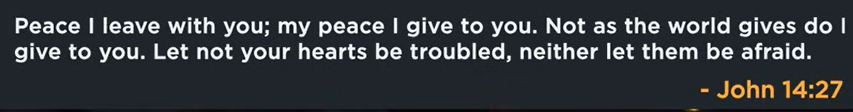 Peace I leave with you; my peace I give to you. Not as the world gives do I
give to you. Let not your hearts be troubled, neither let them be afraid.
- John 14:27